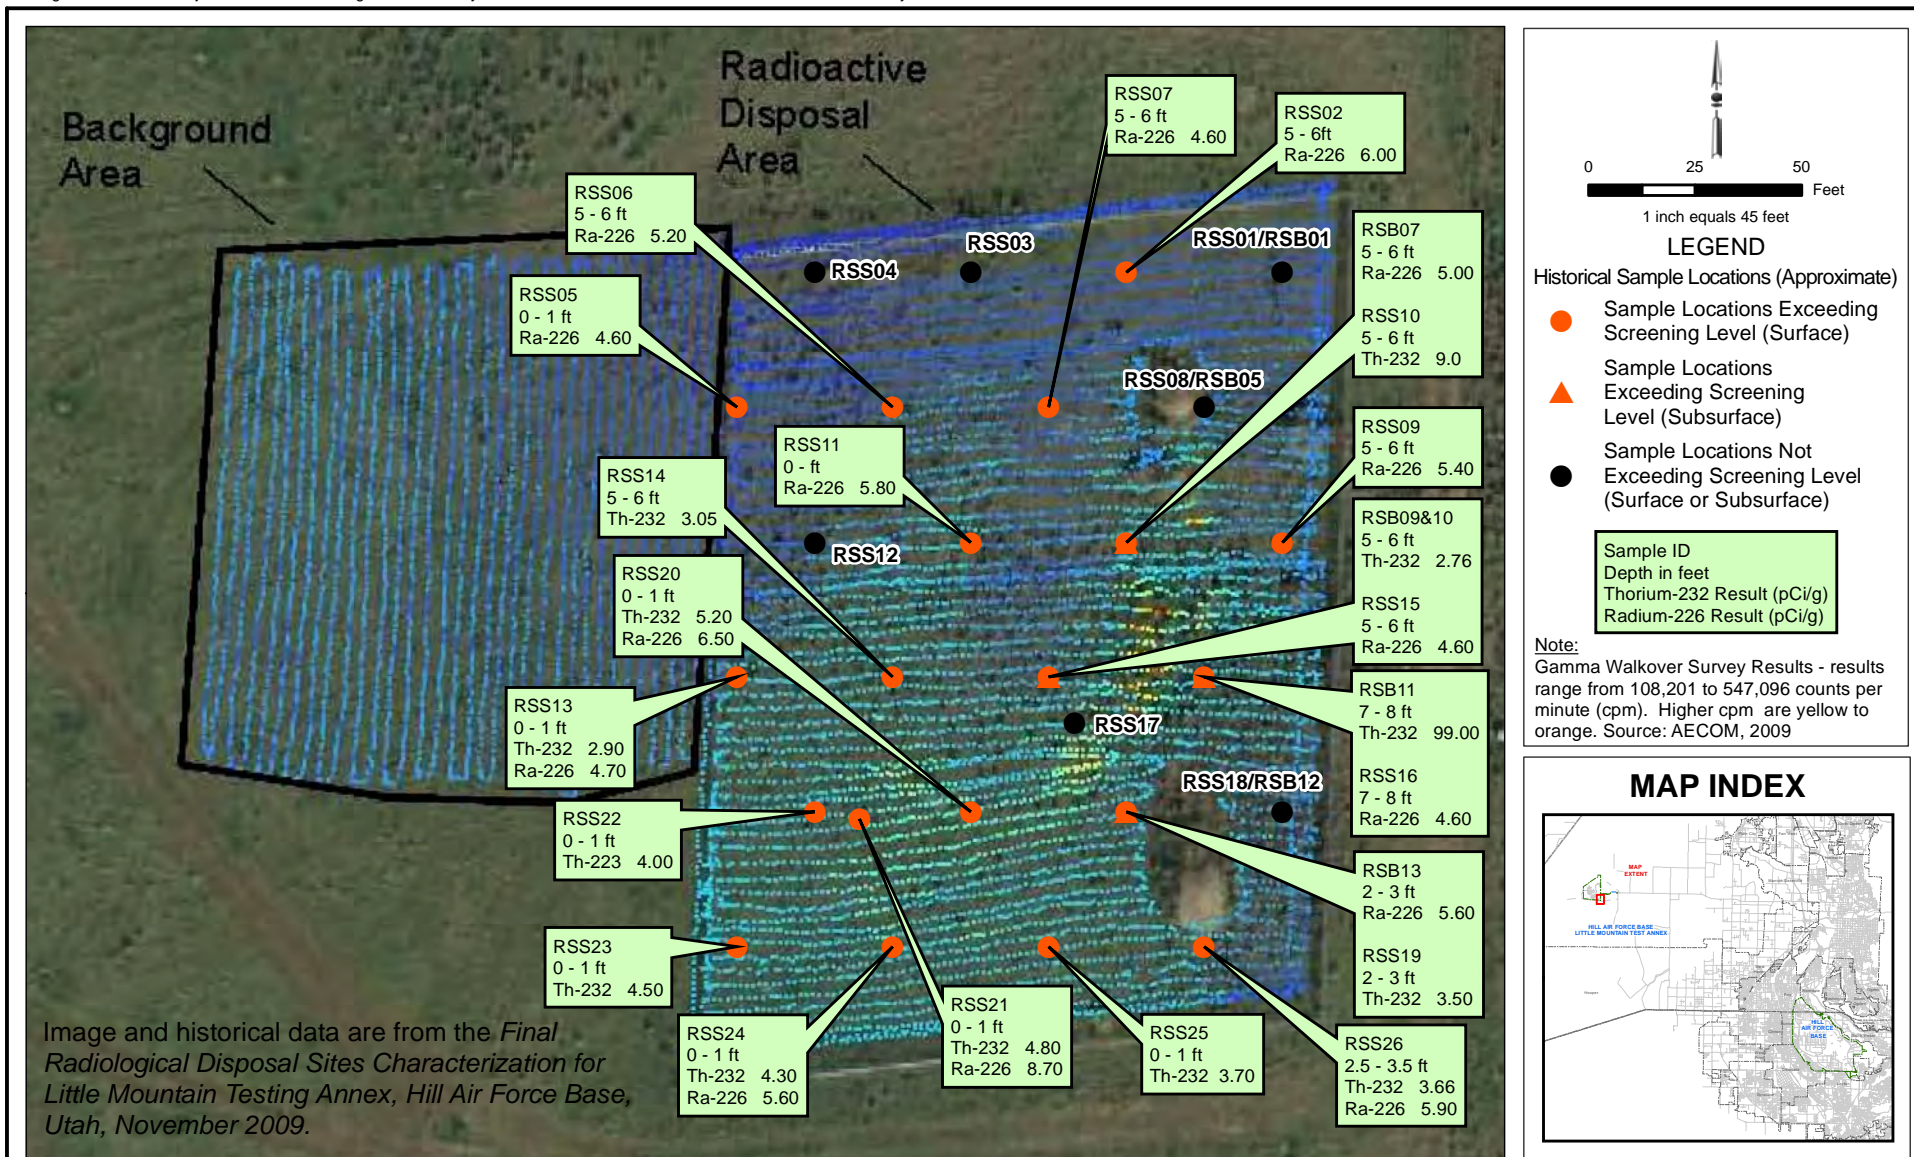 Background
Area
Radioactive
Disposal
Area
RSS07
5 - 6 ft
Ra-226 4.60
RSS02
5 - 6ft
Ra-226 6.00
RSS06
5 - 6 ft
Ra-226 5.20
RSS04
RSS03
RSS01/RSB01
RSB07
5 - 6 ft
Ra-226 5.00
RSS10
5 - 6 ft
Th-232 9.0
RSS05
0 - 1 ft
Ra-226 4.60
RSS08/RSB05
RSS11
0 - ft
Ra-226 5.80
RSS09
5 - 6 ft
Ra-226 5.40
RSS14
5 - 6 ft
Th-232 3.05
RSS12
RSB09&10
5 - 6 ft
Th-232 2.76
RSS15
5 - 6 ft
Ra-226 4.60
RSS20
0 - 1 ft
Th-232 5.20
Ra-226 6.50
RSS13
0 - 1 ft
Th-232 2.90
Ra-226 4.70
RSS17
RSB11
7 - 8 ft
Th-232 99.00
RSS16
7 - 8 ft
Ra-226 4.60
RSS18/RSB12
RSS22
0 - 1 ft
Th-223 4.00
RSB13
2 - 3 ft
Ra-226 5.60
RSS19
2 - 3 ft
Th-232 3.50
RSS23
0 - 1 ft
Th-232 4.50
RSS24
0 - 1 ft
Th-232 4.30
Ra-226 5.60
RSS21
0 - 1 ft
Th-232 4.80
Ra-226 8.70
RSS25
0 - 1 ft
Th-232 3.70
RSS26
2.5 - 3.5 ft
Th-232 3.66
Ra-226 5.90
Image and historical data are from the Final
Radiological Disposal Sites Characterization for
Little Mountain Testing Annex, Hill Air Force Base,
Utah, November 2009.
0 25 50
Feet
1 inch equals 45 feet
LEGEND
Historical Sample Locations (Approximate)
Sample Locations Exceeding
Screening Level (Surface)
Sample Locations
Exceeding Screening
Level (Subsurface)
Sample Locations Not
Exceeding Screening Level
(Surface or Subsurface)
Sample ID
Depth in feet
Thorium-232 Result (pCi/g)
Radium-226 Result (pCi/g)
Note:
Gamma Walkover Survey Results - results
range from 108,201 to 547,096 counts per
minute (cpm). Higher cpm are yellow to
orange. Source: AECOM, 2009
MAP INDEX
MAP
EXTENT
HILL AIR FORCE BASE
LITTLE MOUNTAIN TEST ANNEX
HILL
AIR FORCE
BASE